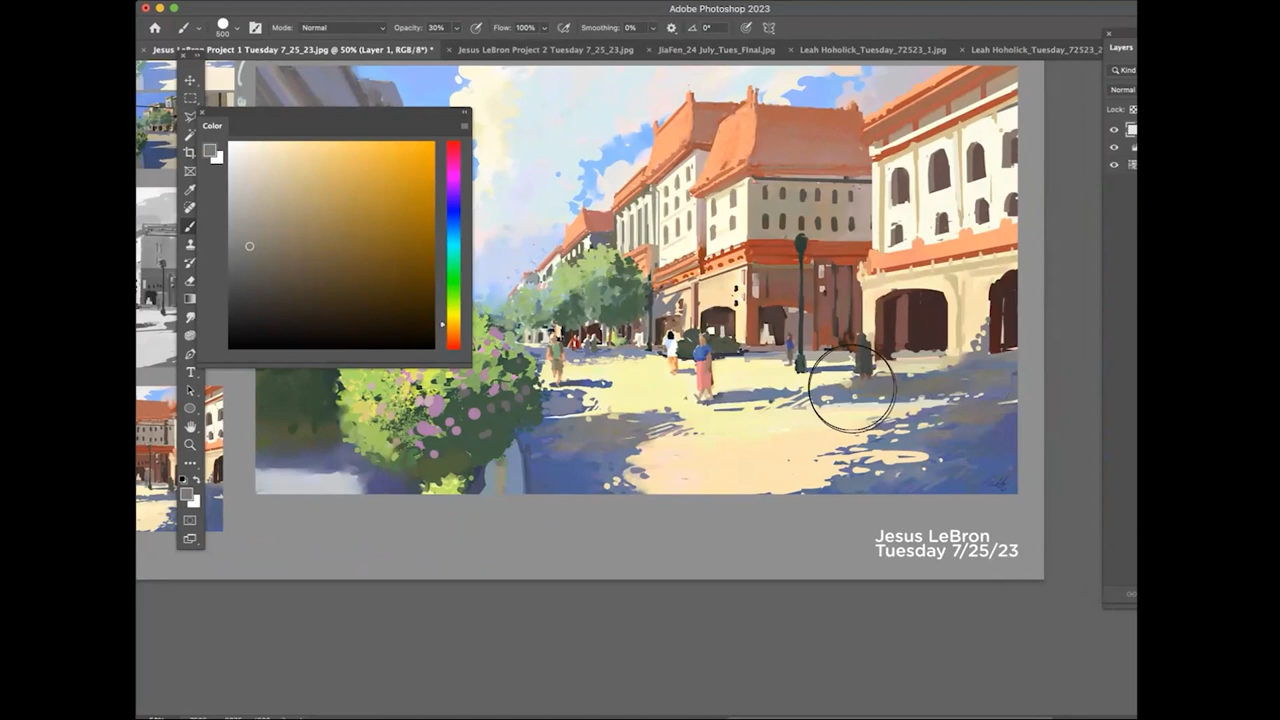 Adobe Photoshop 2023
500
Mode: Normal
Opacity: 30%
Flow: 100%
Smoothing: 0%
0°
Jesus LeBron Project 1 Tuesday 7_25_23.jpg @ 50% (Layer 1, RGB/8*) *
Jesus LeBron Project 2 Tuesday 7_25_23.jpg
JiaFen_24 July_Tues_Final.jpg
Leah Hoholick_Tuesday_72523_1.jpg
Leah Hoholick_Tuesday_72523_2
Layers
Kind
Normal
Lock:
Color
Jesus LeBron
Tuesday 7/25/23